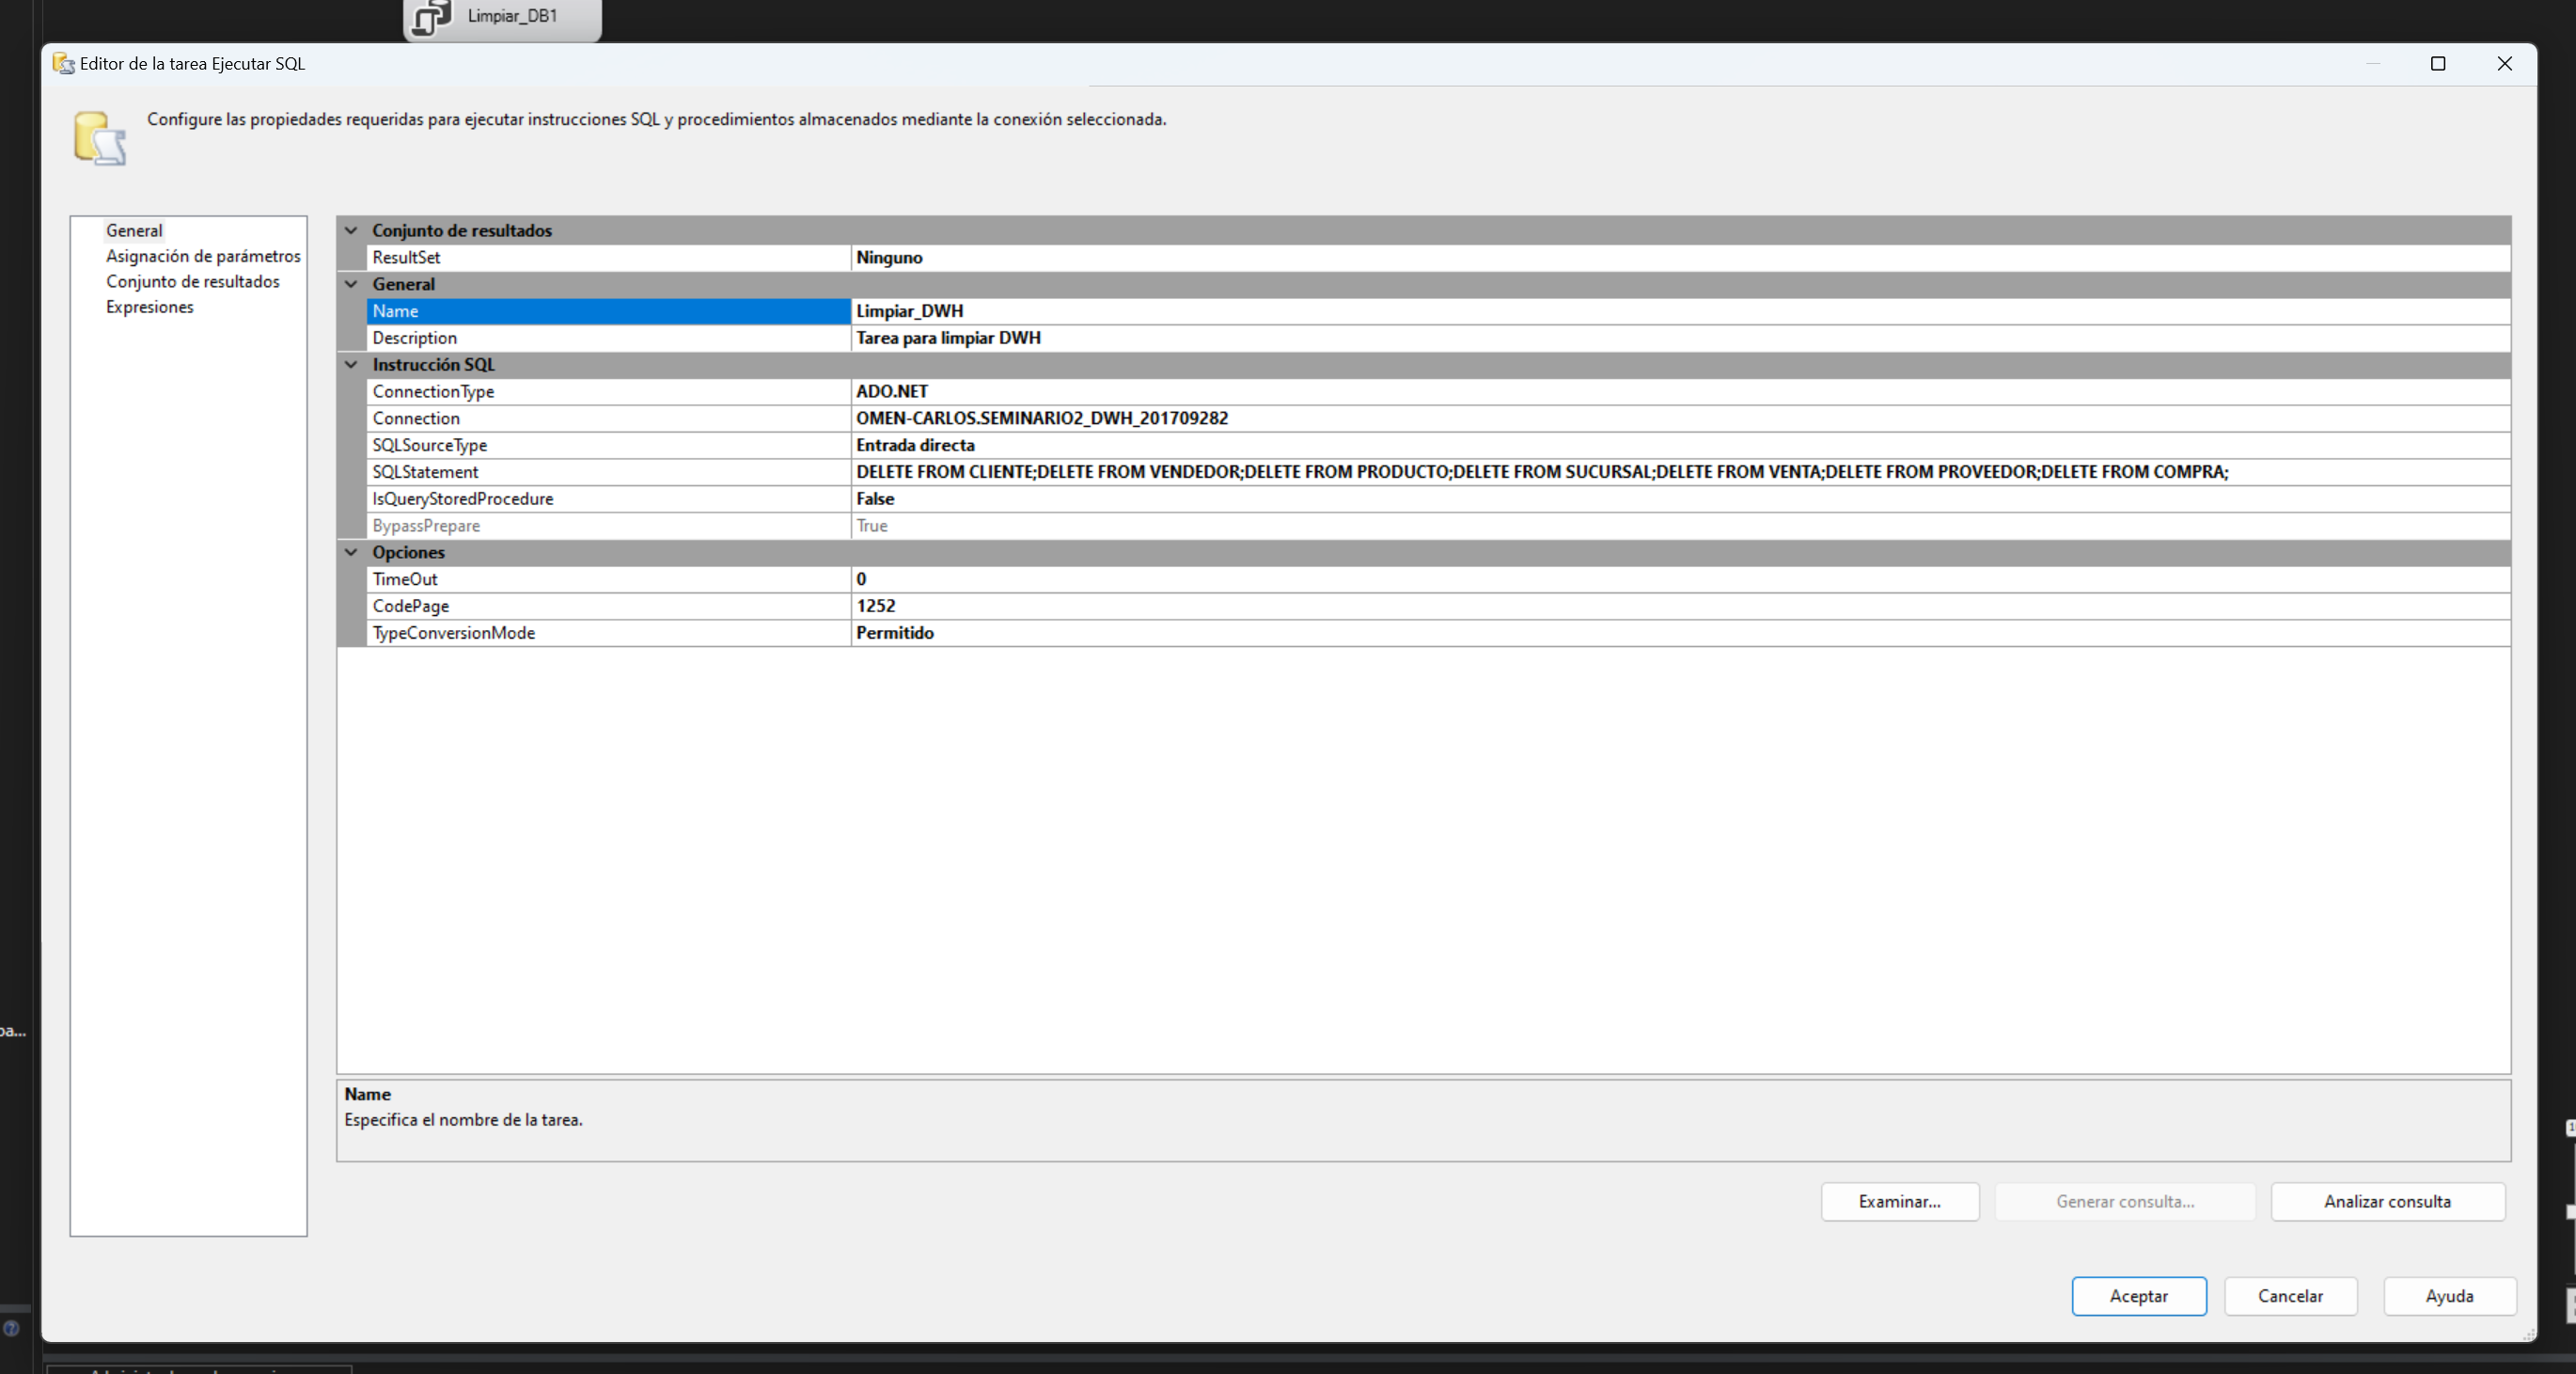 Limpiar_DB1
Editor de la tarea Ejecutar SQL
Configure las propiedades requeridas para ejecutar instrucciones SQL y procedimientos almacenados mediante la conexión seleccionada.
General
Asignación de parámetros
Conjunto de resultados
Expresiones
Conjunto de resultados
ResultSet Ninguno
General
Name Limpiar_DWH
Description Tarea para limpiar DWH
Instrucción SQL
ConnectionType ADO.NET
Connection OMEN-CARLOS.SEMINARIO2_DWH_201709282
SQLSourceType Entrada directa
SQLStatement DELETE FROM CLIENTE;DELETE FROM VENDEDOR;DELETE FROM PRODUCTO;DELETE FROM SUCURSAL;DELETE FROM VENTA;DELETE FROM PROVEEDOR;DELETE FROM COMPRA;
IsQueryStoredProcedure False
BypassPrepare True
Opciones
TimeOut 0
CodePage 1252
TypeConversionMode Permitido
Name
Especifica el nombre de la tarea.
Examinar... Generar consulta... Analizar consulta
Aceptar Cancelar Ayuda